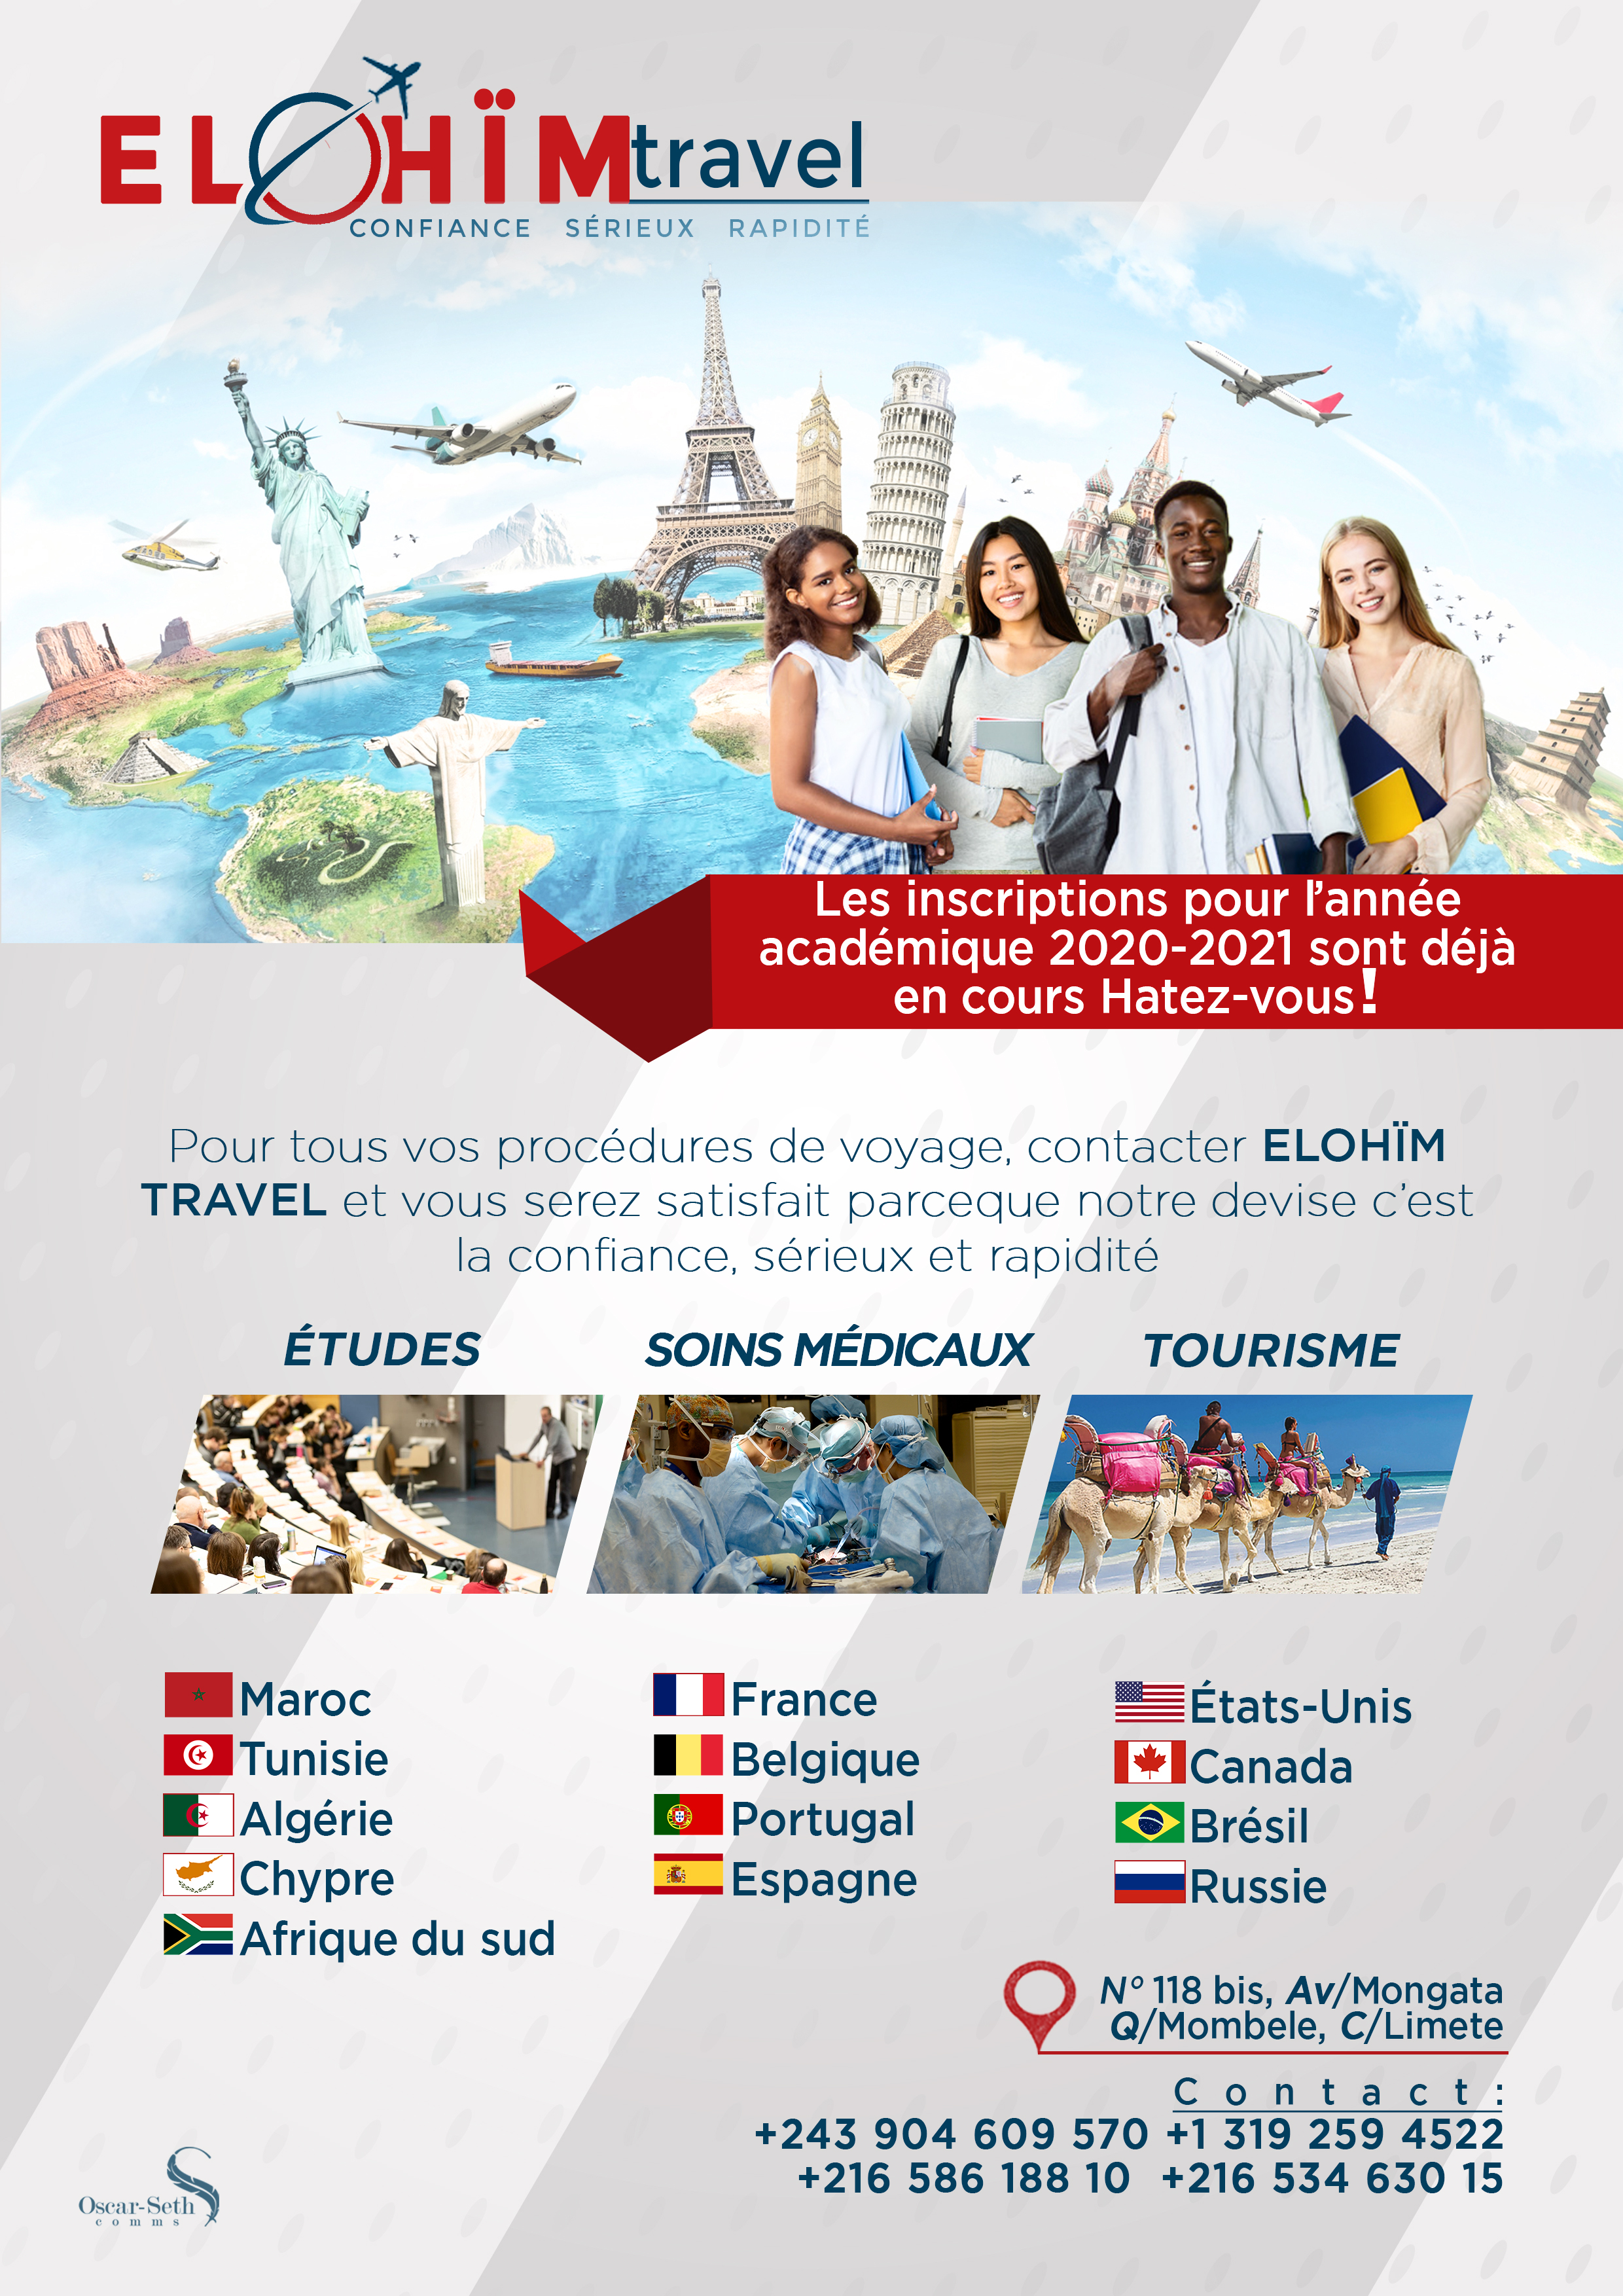 ELOHÏM travel
CONFIANCE SÉRIEUX RAPIDITÉ
Les inscriptions pour l'année
académique 2020-2021 sont déjà
en cours Hatez-vous!
Pour tous vos procédures de voyage, contacter ELOHÏM
TRAVEL et vous serez satisfait parceque notre devise c'est
la confiance, sérieux et rapidité
ÉTUDES
SOINS MÉDICAUX
TOURISME
Maroc
Tunisie
Algérie
Chypre
Afrique du sud
France
Belgique
Portugal
Espagne
États-Unis
Canada
Brésil
Russie
N° 118 bis, Av/Mongata
Q/Mombele, C/Limete
Contact :
+243 904 609 570 +1 319 259 4522
+216 586 188 10 +216 534 630 15
Oscar-Seth
comms